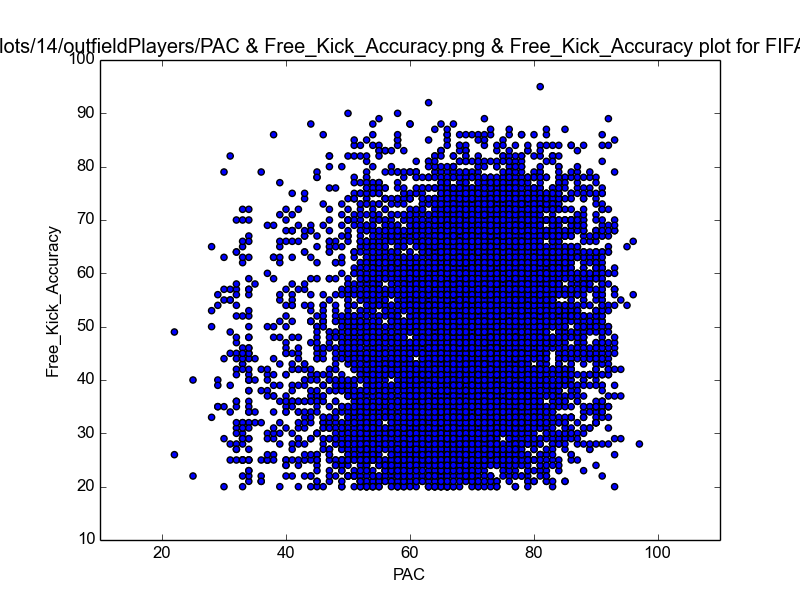 lots/14/outfieldPlayers/PAC & Free_Kick_Accuracy.png & Free_Kick_Accuracy plot for FIFA
100
90
80
70
60
50
40
30
20
10
Free_Kick_Accuracy
20 40 60 80 100
PAC